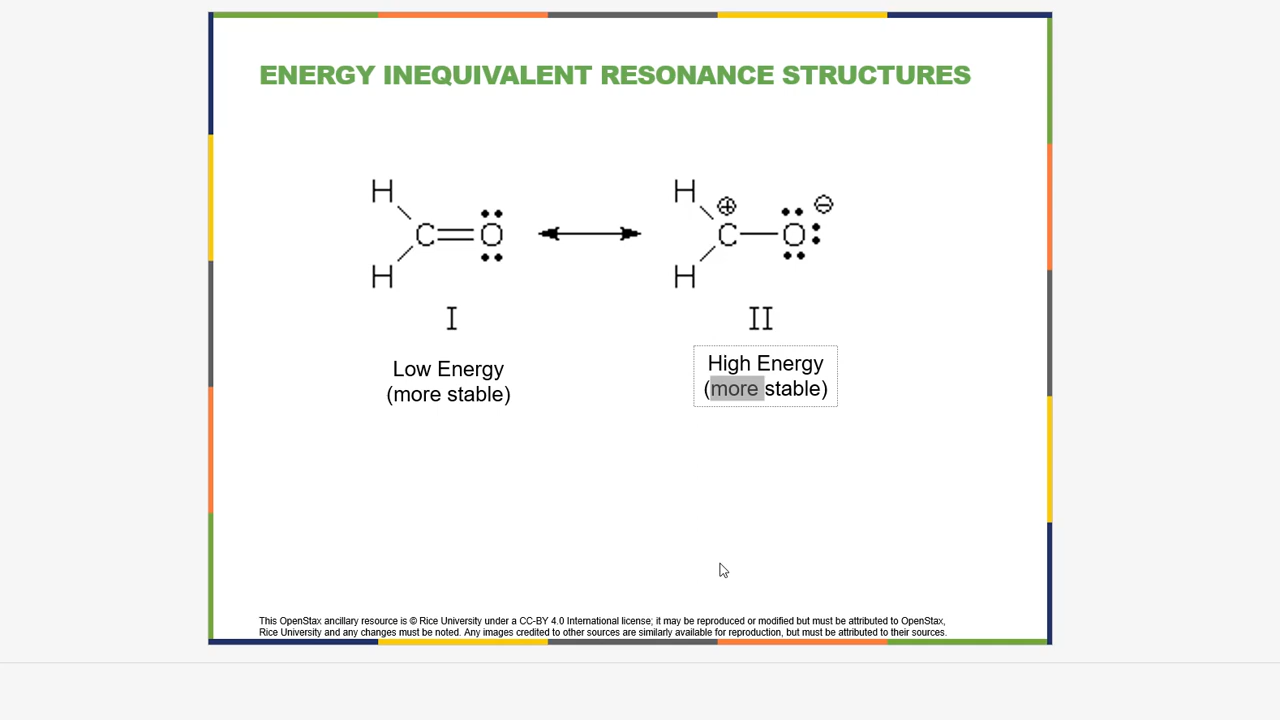 ENERGY INEQUIVALENT RESONANCE STRUCTURES
H H
C O C O
H H
I II
Low Energy
(more stable)
High Energy
(more stable)
This OpenStax ancillary resource is © Rice University under a CC-BY 4.0 International license; it may be reproduced or modified but must be attributed to OpenStax,
Rice University and any changes must be noted. Any images credited to other sources are similarly available for reproduction, but must be attributed to their sources.